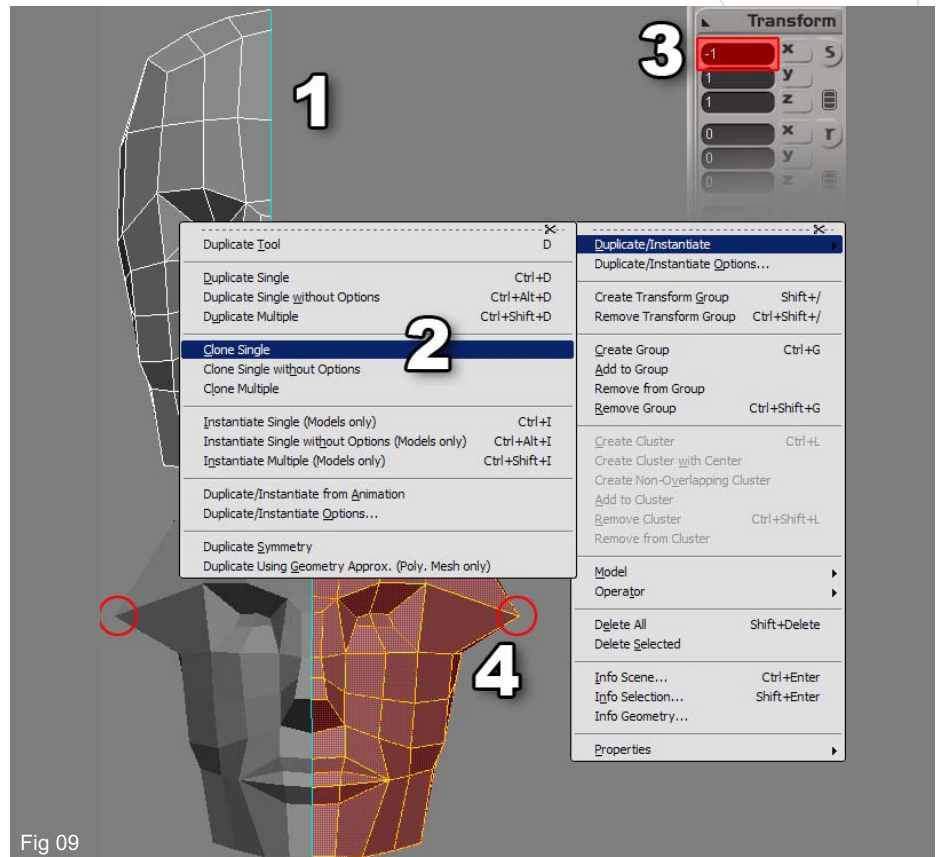 1
3
Transform
-1 x s
1 y
1 z
0 x r
0 y
0 z
2
Duplicate Tool D
Duplicate Single Ctrl+D
Duplicate Single without Options Ctrl+Alt+D
Duplicate Multiple Ctrl+Shift+D
Clone Single
Clone Single without Options
Clone Multiple
Instantiate Single (Models only) Ctrl+I
Instantiate Single without Options (Models only) Ctrl+Alt+I
Instantiate Multiple (Models only) Ctrl+Shift+I
Duplicate/Instantiate from Animation
Duplicate/Instantiate Options...
Duplicate Symmetry
Duplicate Using Geometry Approx. (Poly. Mesh only)
Duplicate/Instantiate
Duplicate/Instantiate Options...
Create Transform Group Shift+/
Remove Transform Group Ctrl+Shift+/
Create Group Ctrl+G
Add to Group
Remove from Group
Remove Group Ctrl+Shift+G
Create Cluster Ctrl+L
Create Cluster with Center
Create Non-Overlapping Cluster
Add to Cluster
Remove Cluster Ctrl+Shift+L
Remove from Cluster
Model
Operator
Delete All Shift+Delete
Delete Selected
Info Scene... Ctrl+Enter
Info Selection... Shift+Enter
Info Geometry...
Properties
4
Fig 09